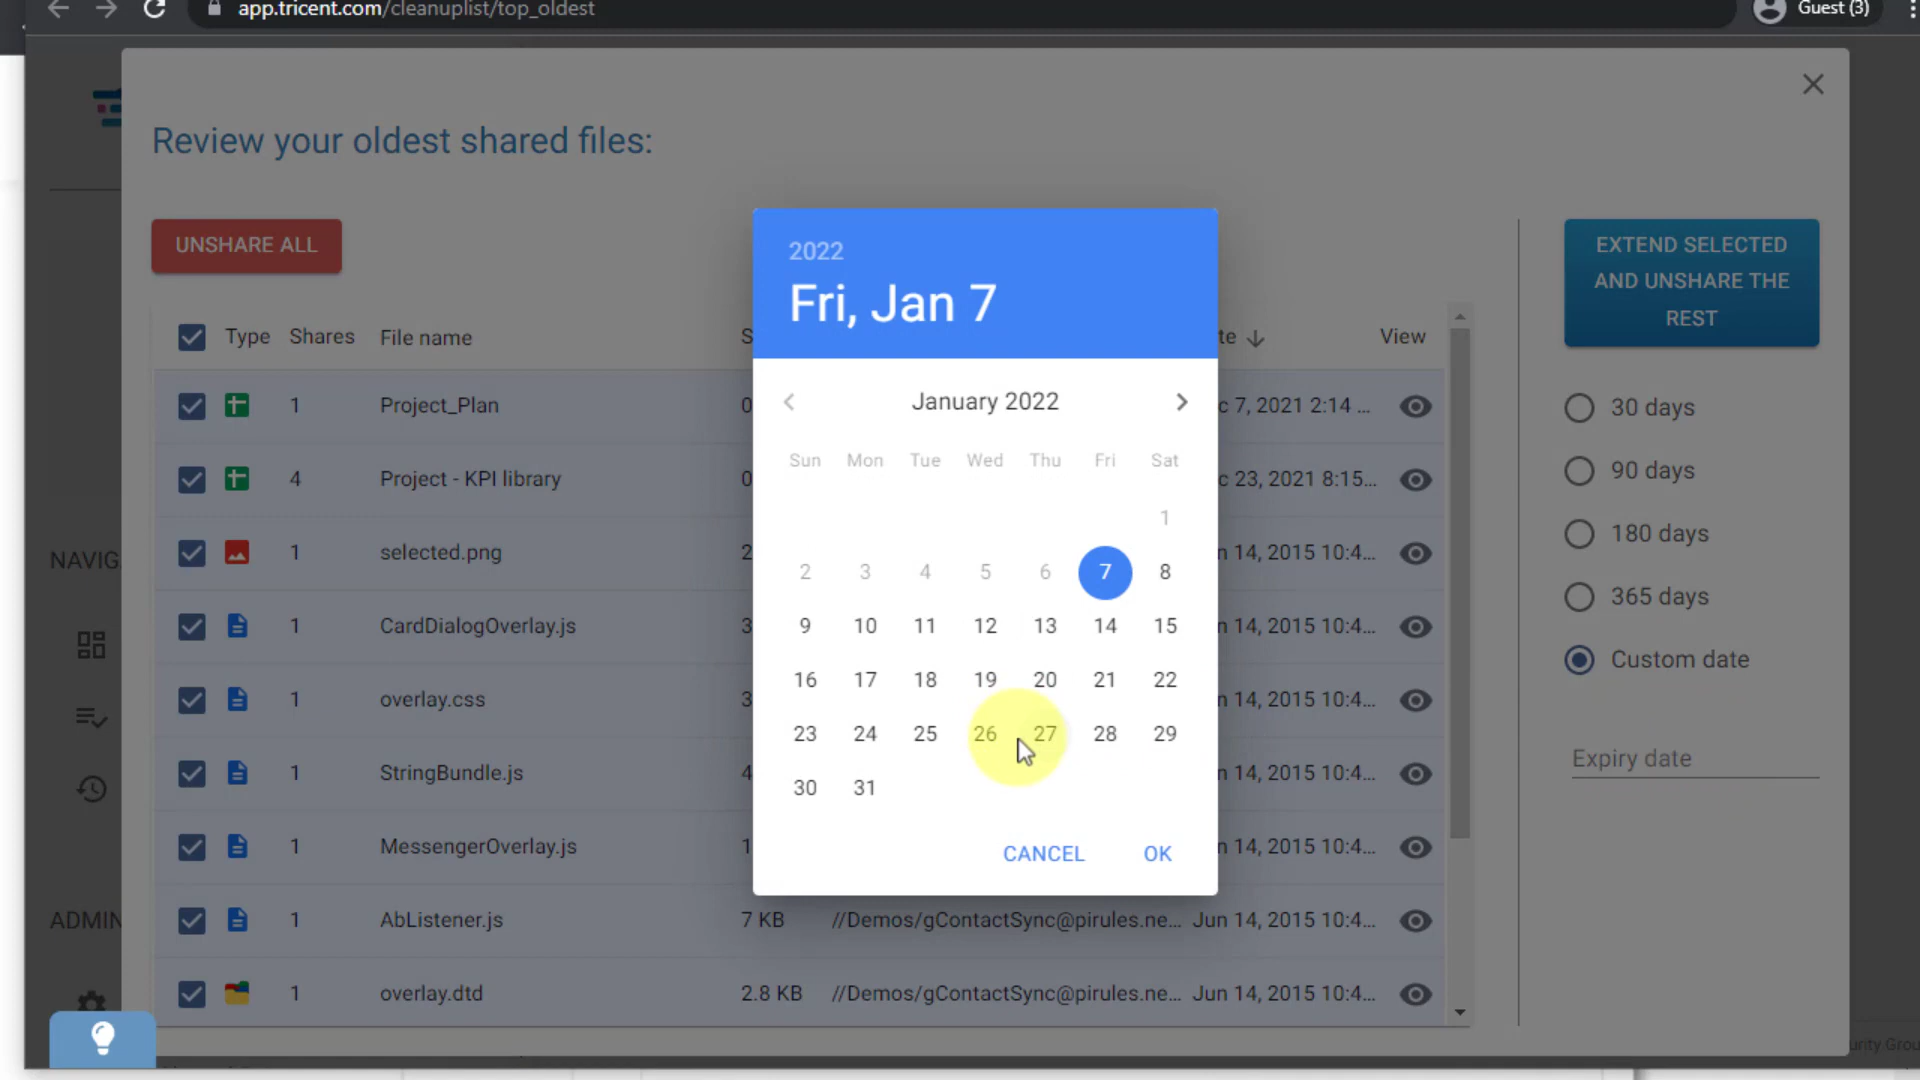 app.tricent.com/cleanuplist/top_oldest
Guest (3)
Review your oldest shared files:
UNSHARE ALL
EXTEND SELECTED
AND UNSHARE THE
REST
2022
Fri, Jan 7
Type Shares File name S te View
January 2022
Sun Mon Tue Wed Thu Fri Sat
1
2 3 4 5 6 7 8
9 10 11 12 13 14 15
16 17 18 19 20 21 22
23 24 25 26 27 28 29
30 31
CANCEL OK
1 Project_Plan 0 c 7, 2021 2:14 ...
4 Project - KPI library 0 c 23, 2021 8:15...
1 selected.png 2 n 14, 2015 10:4...
1 CardDialogOverlay.js 3 n 14, 2015 10:4...
1 overlay.css 3 n 14, 2015 10:4...
1 StringBundle.js 4 n 14, 2015 10:4...
1 MessengerOverlay.js 1 n 14, 2015 10:4...
1 AbListener.js 7 KB //Demos/gContactSync@pirules.ne... Jun 14, 2015 10:4...
1 overlay.dtd 2.8 KB //Demos/gContactSync@pirules.ne... Jun 14, 2015 10:4...
30 days
90 days
180 days
365 days
Custom date
Expiry date
NAVIG
ADMIN
urity Grou